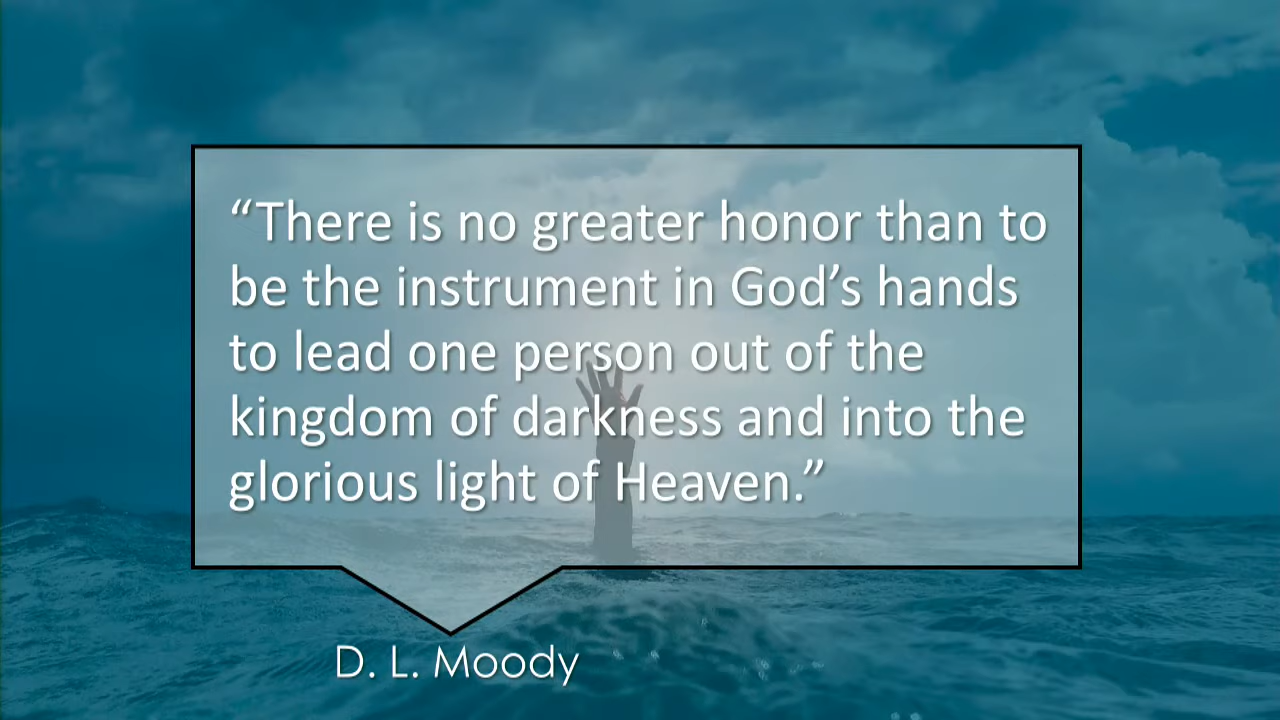 “There is no greater honor than to
be the instrument in God’s hands
to lead one person out of the
kingdom of darkness and into the
glorious light of Heaven.”
D. L. Moody